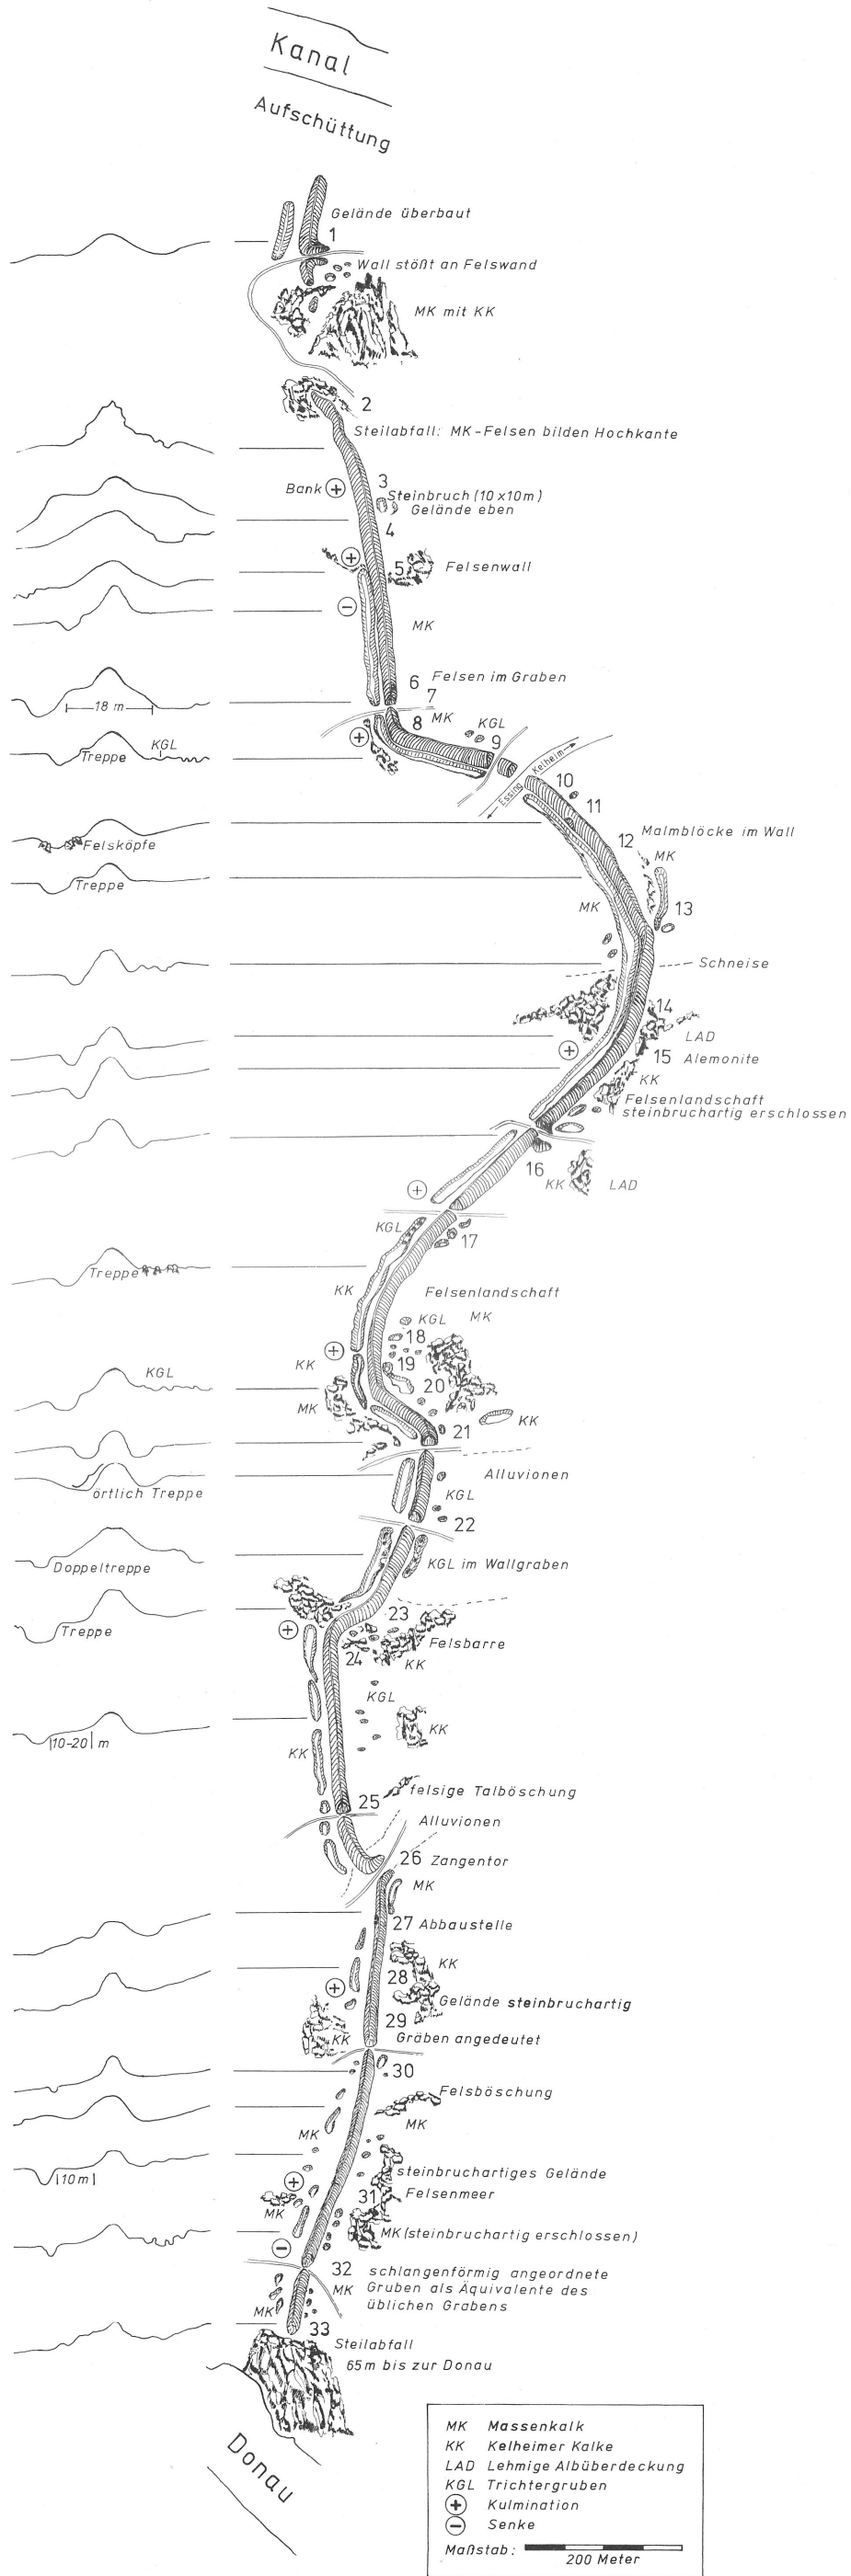 Kanal
Aufschüttung
Gelände überbaut
1
Wall stößt an Felswand
MK mit KK
2
Steilabfall: MK-Felsen bilden Hochkante
3
Bank +
Steinbruch (10 x 10m)
Gelände eben
4
+
5
Felsenwall
−
MK
6
Felsen im Graben
7
18 m
8
MK
KGL
+
9
Treppe
KGL
Kelheim
Essing
10
11
12
Malmblöcke im Wall
Felsköpfe
MK
Treppe
MK
13
Schneise
14
LAD
+
15
Alemonite
KK
Felsenlandschaft
steinbruchartig erschlossen
16
KK
LAD
+
KGL
17
Treppe
KK
Felsenlandschaft
KGL
MK
18
+
KK
19
KGL
20
MK
KK
21
Alluvionen
örtlich Treppe
KGL
22
Doppeltreppe
KGL im Wallgraben
23
Treppe
+
Felsbarre
24
KK
KGL
KK
10-20 m
KK
felsige Talböschung
25
Alluvionen
26
Zangentor
MK
27
Abbaustelle
KK
28
+
Gelände steinbruchartig
29
KK
Gräben angedeutet
30
Felsböschung
MK
MK
10m
steinbruchartiges Gelände
+
31
Felsenmeer
MK
MK (steinbruchartig erschlossen)
−
32
schlangenförmig angeordnete
MK
Gruben als Äquivalente des
üblichen Grabens
MK
33
Steilabfall
65m bis zur Donau
Donau
MK Massenkalk
KK Kelheimer Kalke
LAD Lehmige Albüberdeckung
KGL Trichtergruben
+ Kulmination
− Senke
Maßstab:
200 Meter